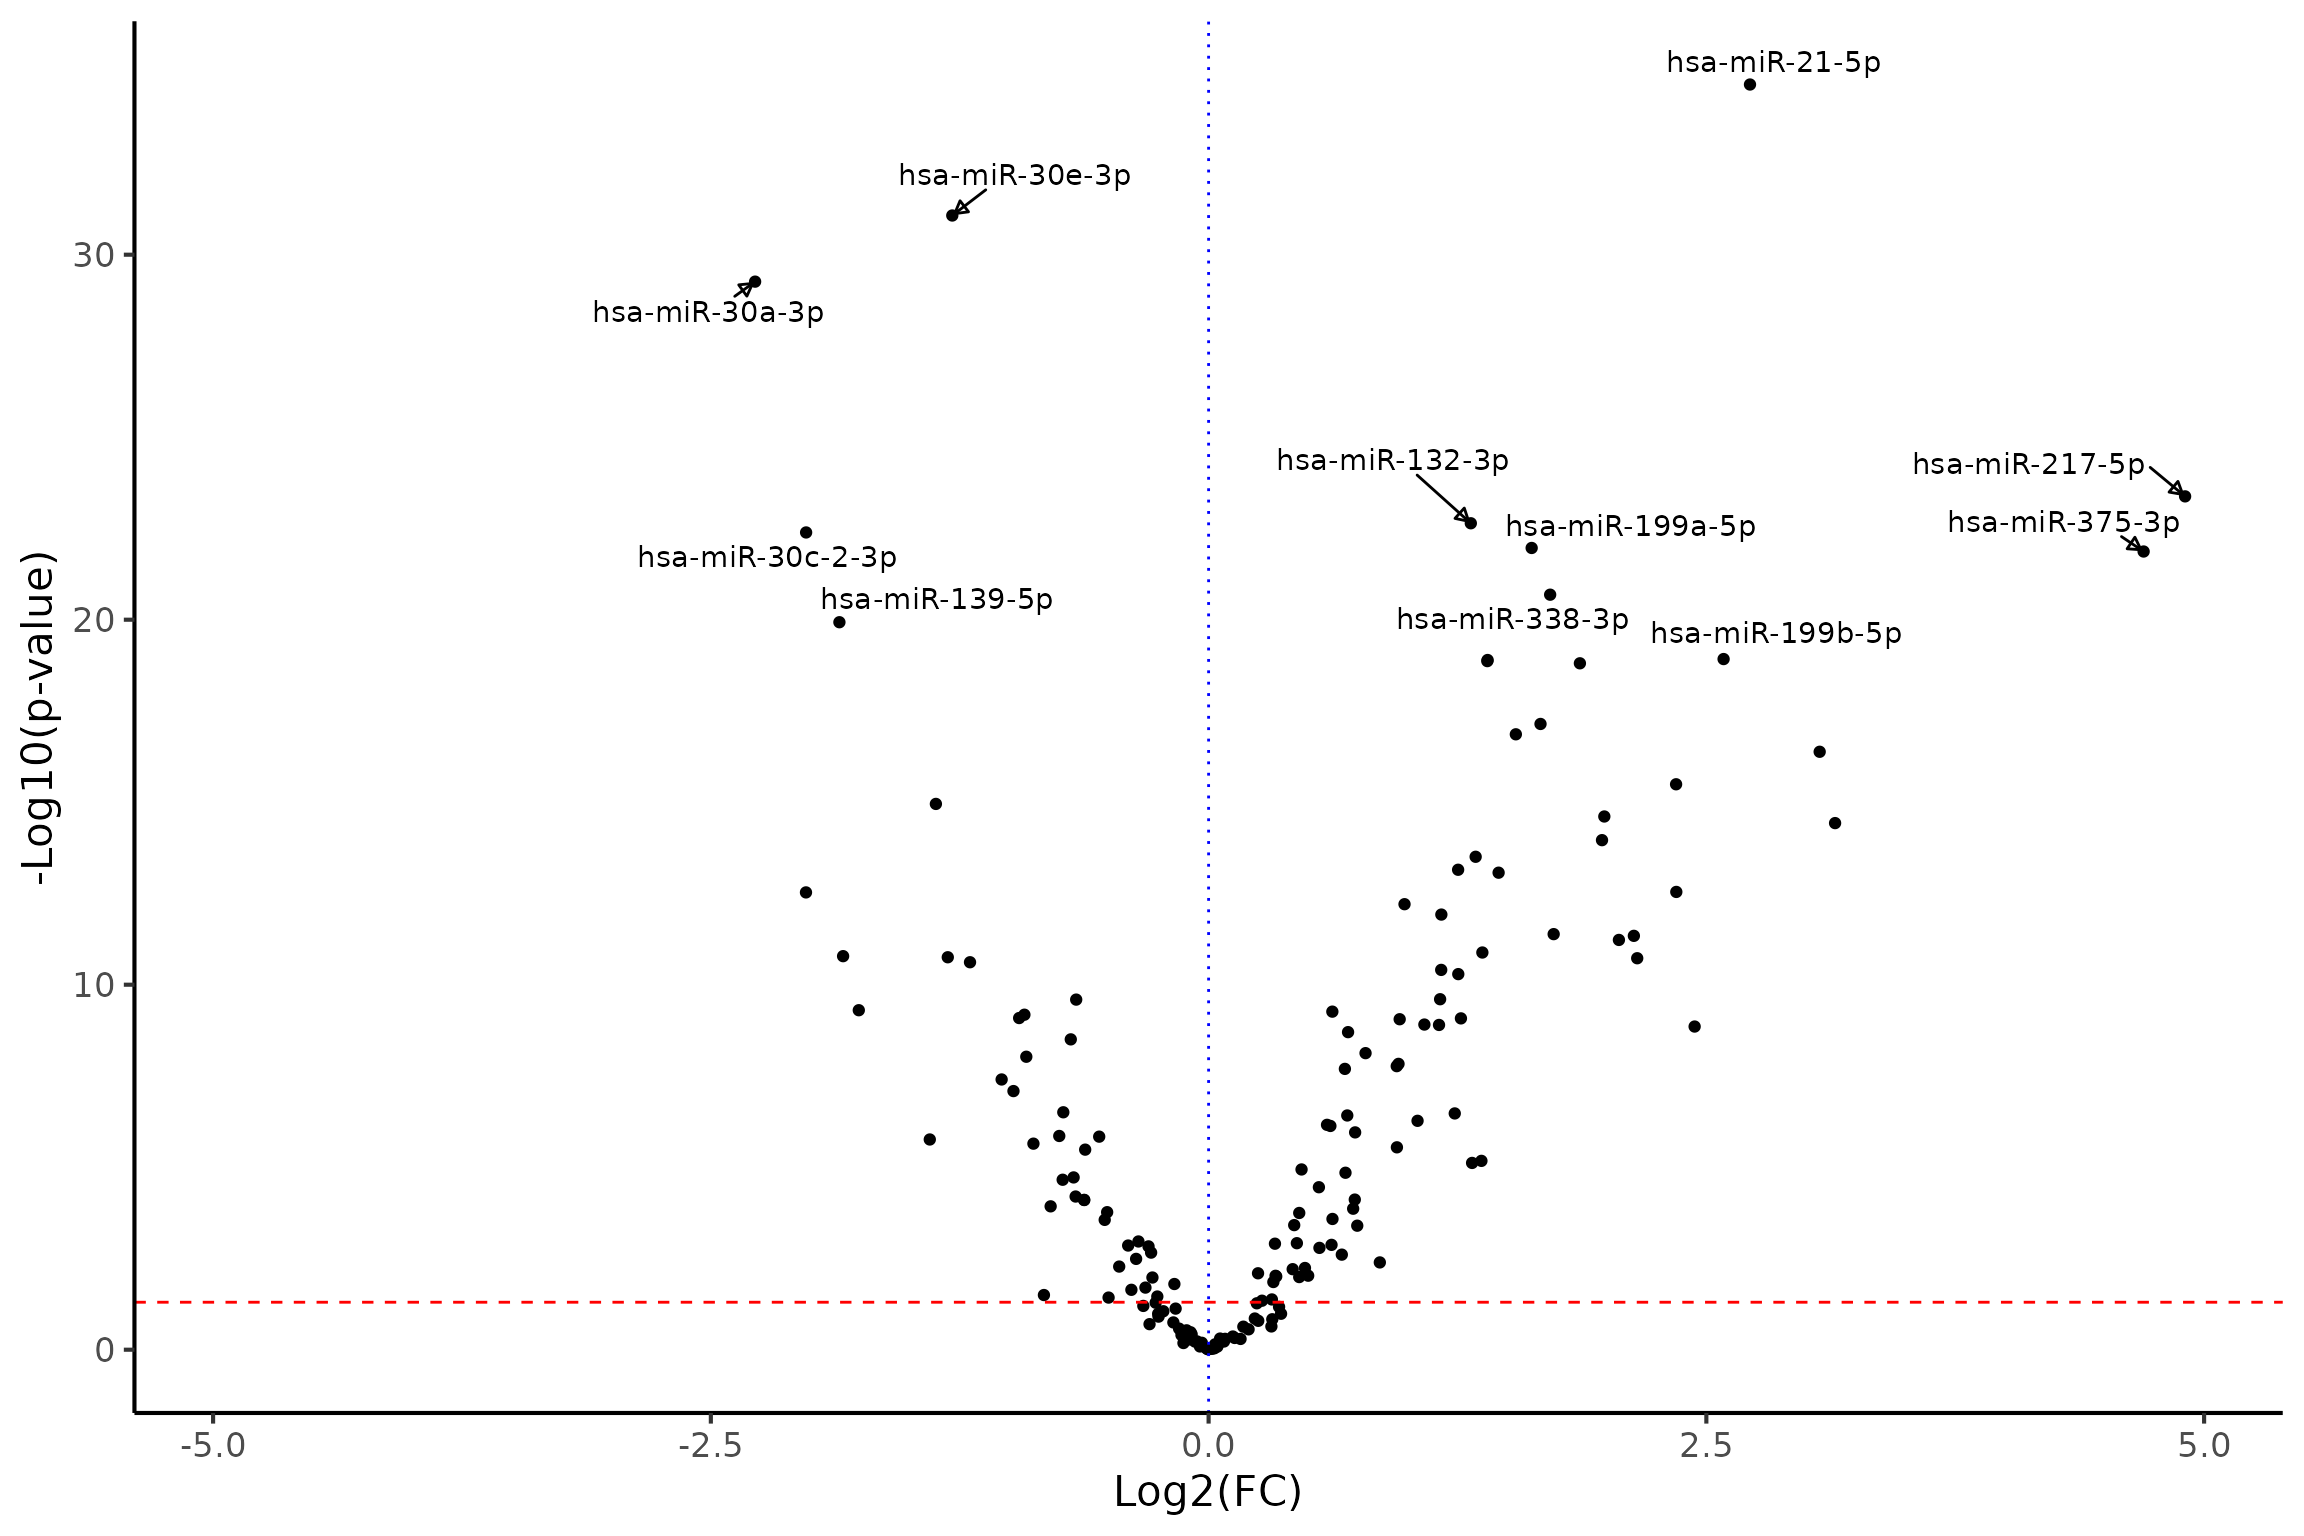 hsa-miR-21-5p
hsa-miR-30e-3p
30
hsa-miR-30a-3p
hsa-miR-132-3p
hsa-miR-217-5p
hsa-miR-199a-5p
hsa-miR-375-3p
hsa-miR-30c-2-3p
hsa-miR-139-5p
20
hsa-miR-338-3p
hsa-miR-199b-5p
-Log10(p-value)
10
0
-5.0
-2.5
0.0
2.5
5.0
Log2(FC)